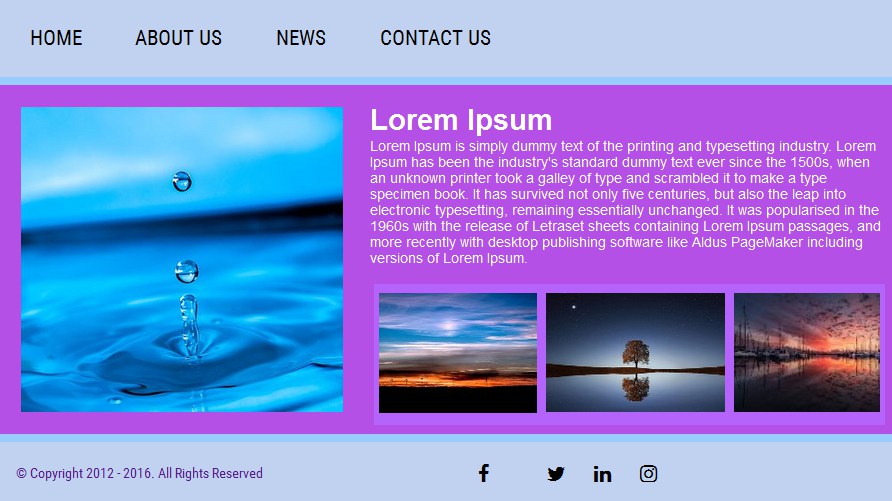 HOME ABOUT US NEWS CONTACT US
Lorem Ipsum
Lorem Ipsum is simply dummy text of the printing and typesetting industry. Lorem
Ipsum has been the industry's standard dummy text ever since the 1500s, when
an unknown printer took a galley of type and scrambled it to make a type
specimen book. It has survived not only five centuries, but also the leap into
electronic typesetting, remaining essentially unchanged. It was popularised in the
1960s with the release of Letraset sheets containing Lorem Ipsum passages, and
more recently with desktop publishing software like Aldus PageMaker including
versions of Lorem Ipsum.
© Copyright 2012 - 2016. All Rights Reserved